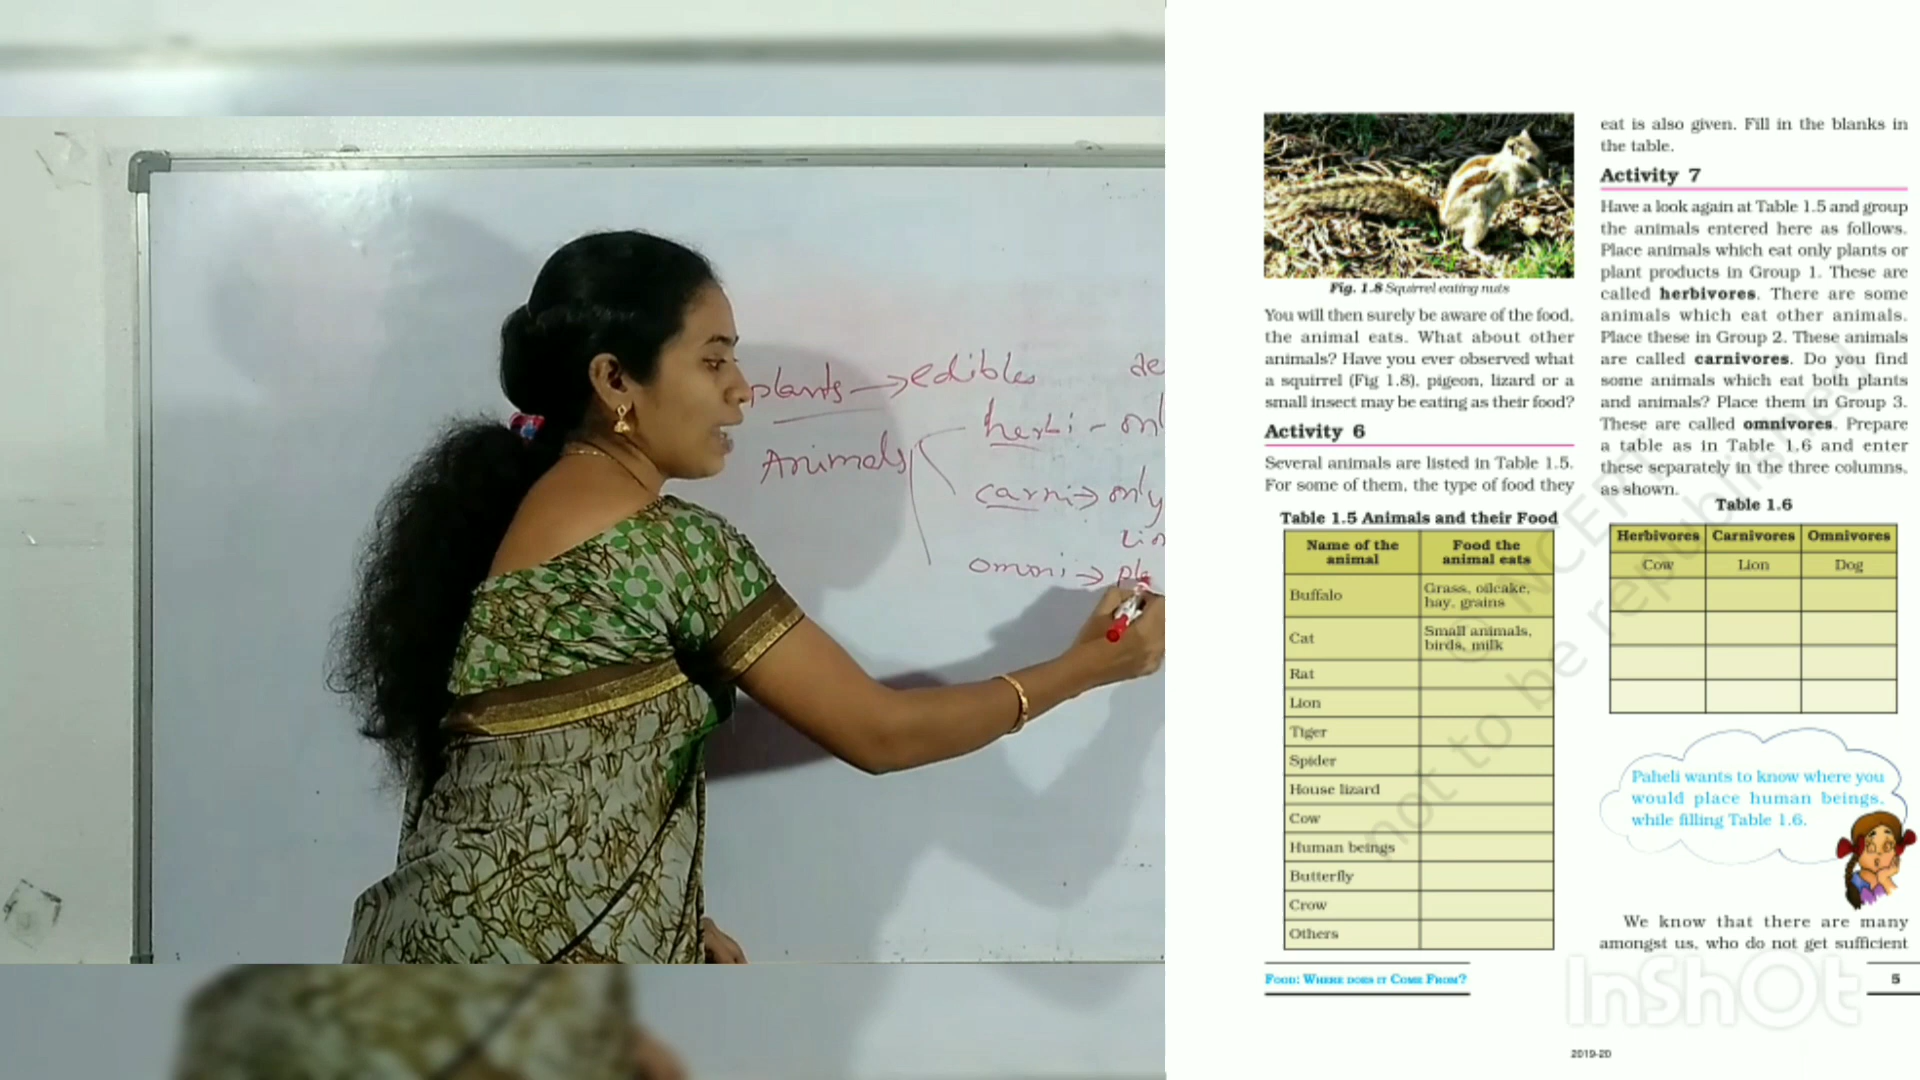 plants → edibles
Animals
herbi - onl
carni → only
omni → pla
Fig. 1.8 Squirrel eating nuts
You will then surely be aware of the food,
the animal eats. What about other
animals? Have you ever observed what
a squirrel (Fig 1.8), pigeon, lizard or a
small insect may be eating as their food?
Activity 6
Several animals are listed in Table 1.5.
For some of them, the type of food they
Table 1.5 Animals and their Food
Name of the animal Food the animal eats
Buffalo Grass, oilcake, hay, grains
Cat Small animals, birds, milk
Rat
Lion
Tiger
Spider
House lizard
Cow
Human beings
Butterfly
Crow
Others
eat is also given. Fill in the blanks in
the table.
Activity 7
Have a look again at Table 1.5 and group
the animals entered here as follows.
Place animals which eat only plants or
plant products in Group 1. These are
called herbivores. There are some
animals which eat other animals.
Place these in Group 2. These animals
are called carnivores. Do you find
some animals which eat both plants
and animals? Place them in Group 3.
These are called omnivores. Prepare
a table as in Table 1.6 and enter
these separately in the three columns,
as shown.
Table 1.6
Herbivores Carnivores Omnivores
Cow Lion Dog
Paheli wants to know where you
would place human beings,
while filling Table 1.6.
We know that there are many
amongst us, who do not get sufficient
FOOD: WHERE DOES IT COME FROM? 5
2019-20
© NCERT
not to be republished
InShOt